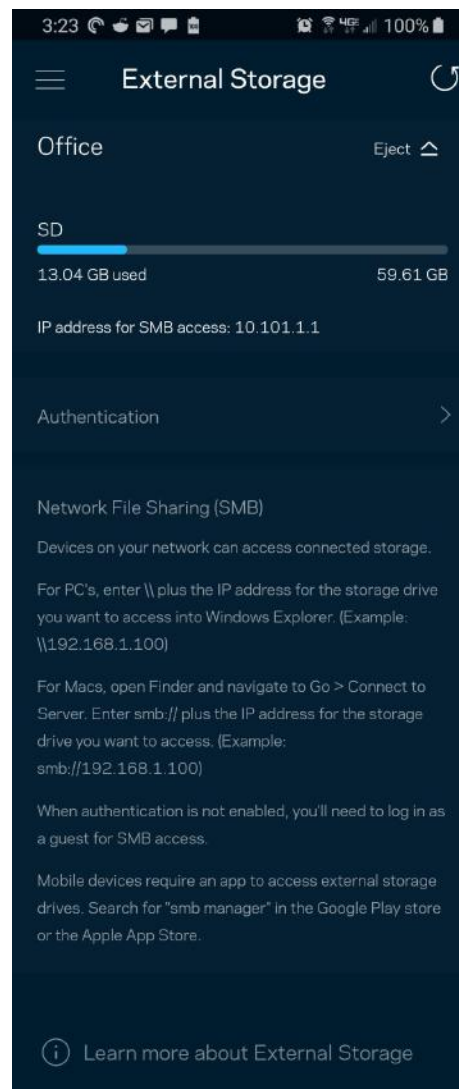 3:23 100%
External Storage
Office Eject
SD
13.04 GB used 59.61 GB
IP address for SMB access: 10.101.1.1
Authentication
Network File Sharing (SMB)
Devices on your network can access connected storage.
For PC's, enter \\ plus the IP address for the storage drive
you want to access into Windows Explorer. (Example:
\\192.168.1.100)
For Macs, open Finder and navigate to Go > Connect to
Server. Enter smb:// plus the IP address for the storage
drive you want to access. (Example:
smb://192.168.1.100)
When authentication is not enabled, you'll need to log in as
a guest for SMB access.
Mobile devices require an app to access external storage
drives. Search for "smb manager" in the Google Play store
or the Apple App Store.
Learn more about External Storage